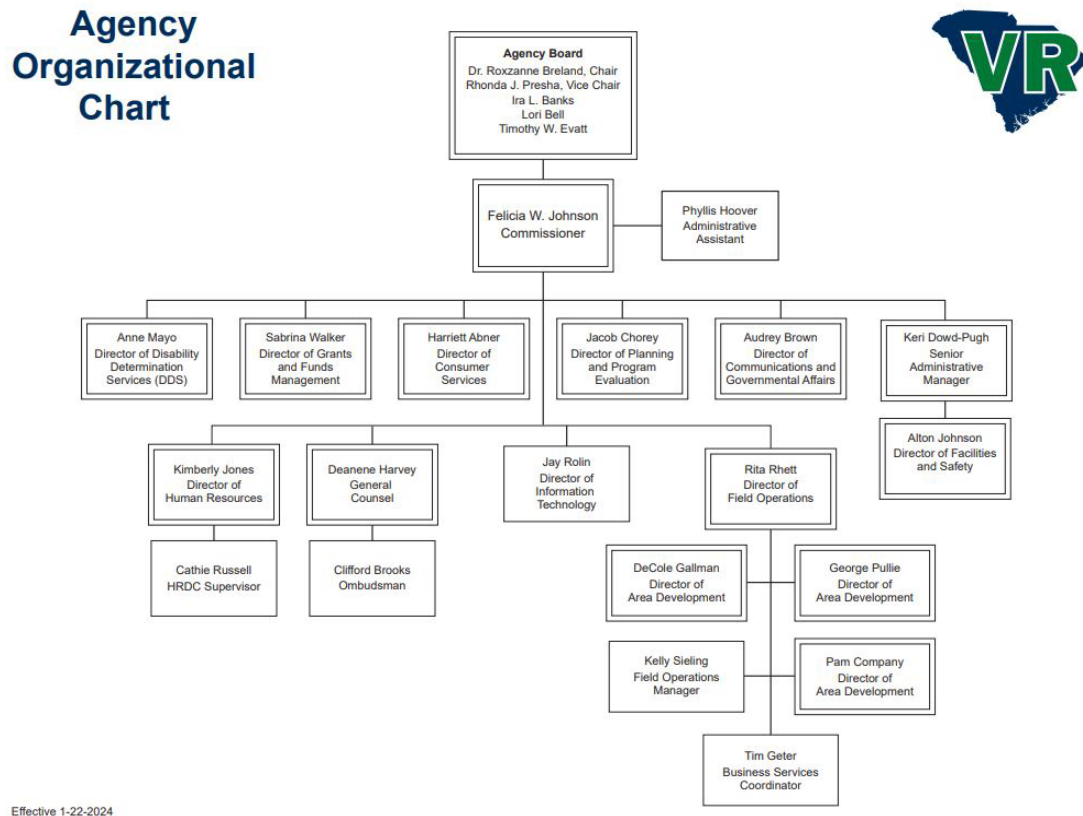 Agency
Organizational
Chart
VR
Agency Board
Dr. Roxzanne Breland, Chair
Rhonda J. Presha, Vice Chair
Ira L. Banks
Lori Bell
Timothy W. Evatt
Felicia W. Johnson
Commissioner
Phyllis Hoover
Administrative
Assistant
Anne Mayo
Director of Disability
Determination
Services (DDS)
Sabrina Walker
Director of Grants
and Funds
Management
Harriett Abner
Director of
Consumer
Services
Jacob Chorey
Director of Planning
and Program
Evaluation
Audrey Brown
Director of
Communications and
Governmental Affairs
Keri Dowd-Pugh
Senior
Administrative
Manager
Alton Johnson
Director of Facilities
and Safety
Kimberly Jones
Director of
Human Resources
Deanene Harvey
General
Counsel
Jay Rolin
Director of
Information
Technology
Rita Rhett
Director of
Field Operations
Cathie Russell
HRDC Supervisor
Clifford Brooks
Ombudsman
DeCole Gallman
Director of
Area Development
George Pullie
Director of
Area Development
Kelly Sieling
Field Operations
Manager
Pam Company
Director of
Area Development
Tim Geter
Business Services
Coordinator
Effective 1-22-2024